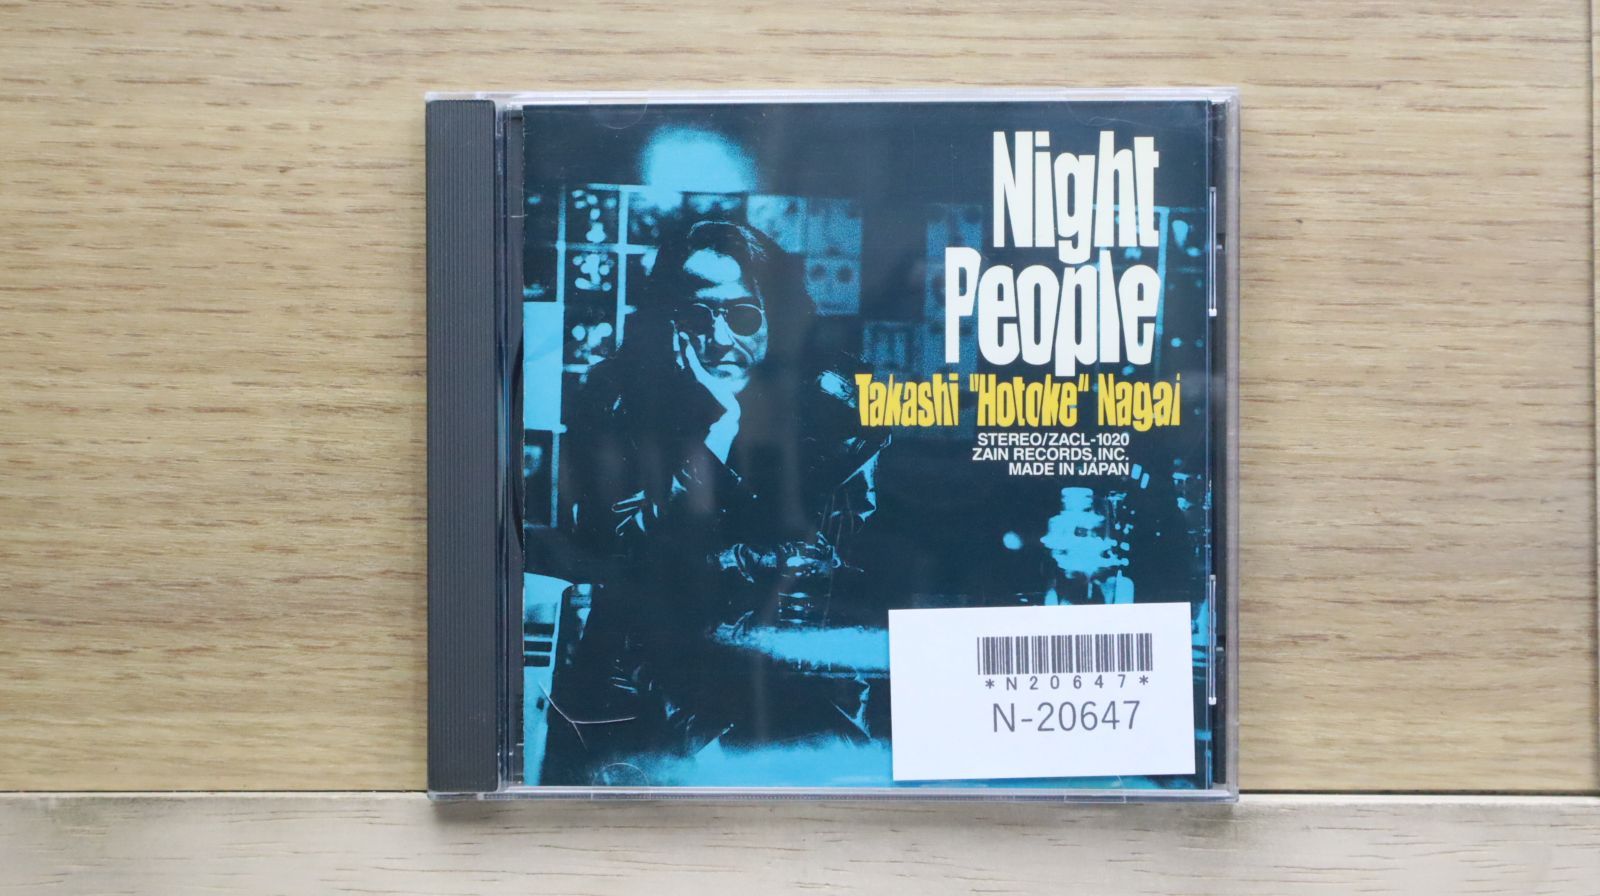 Night
People
Takashi "Hotoke" Nagai
STEREO/ZACL-1020
ZAIN RECORDS,INC.
MADE IN JAPAN
*N20647*
N-20647